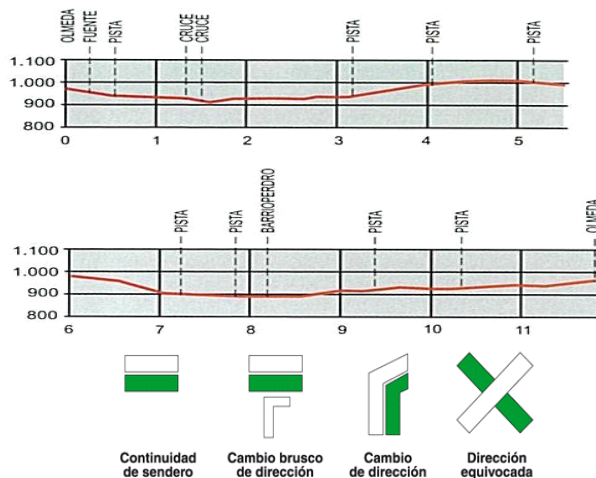 OLMEDA
FUENTE
PISTA
CRUCE
CRUCE
PISTA
PISTA
PISTA
1.100
1.000
900
800
0 1 2 3 4 5
PISTA
PISTA
BARRIOPERDRO
PISTA
PISTA
OLMEDA
1.100
1.000
900
800
6 7 8 9 10 11
Continuidad
de sendero
Cambio brusco
de dirección
Cambio
de dirección
Dirección
equivocada